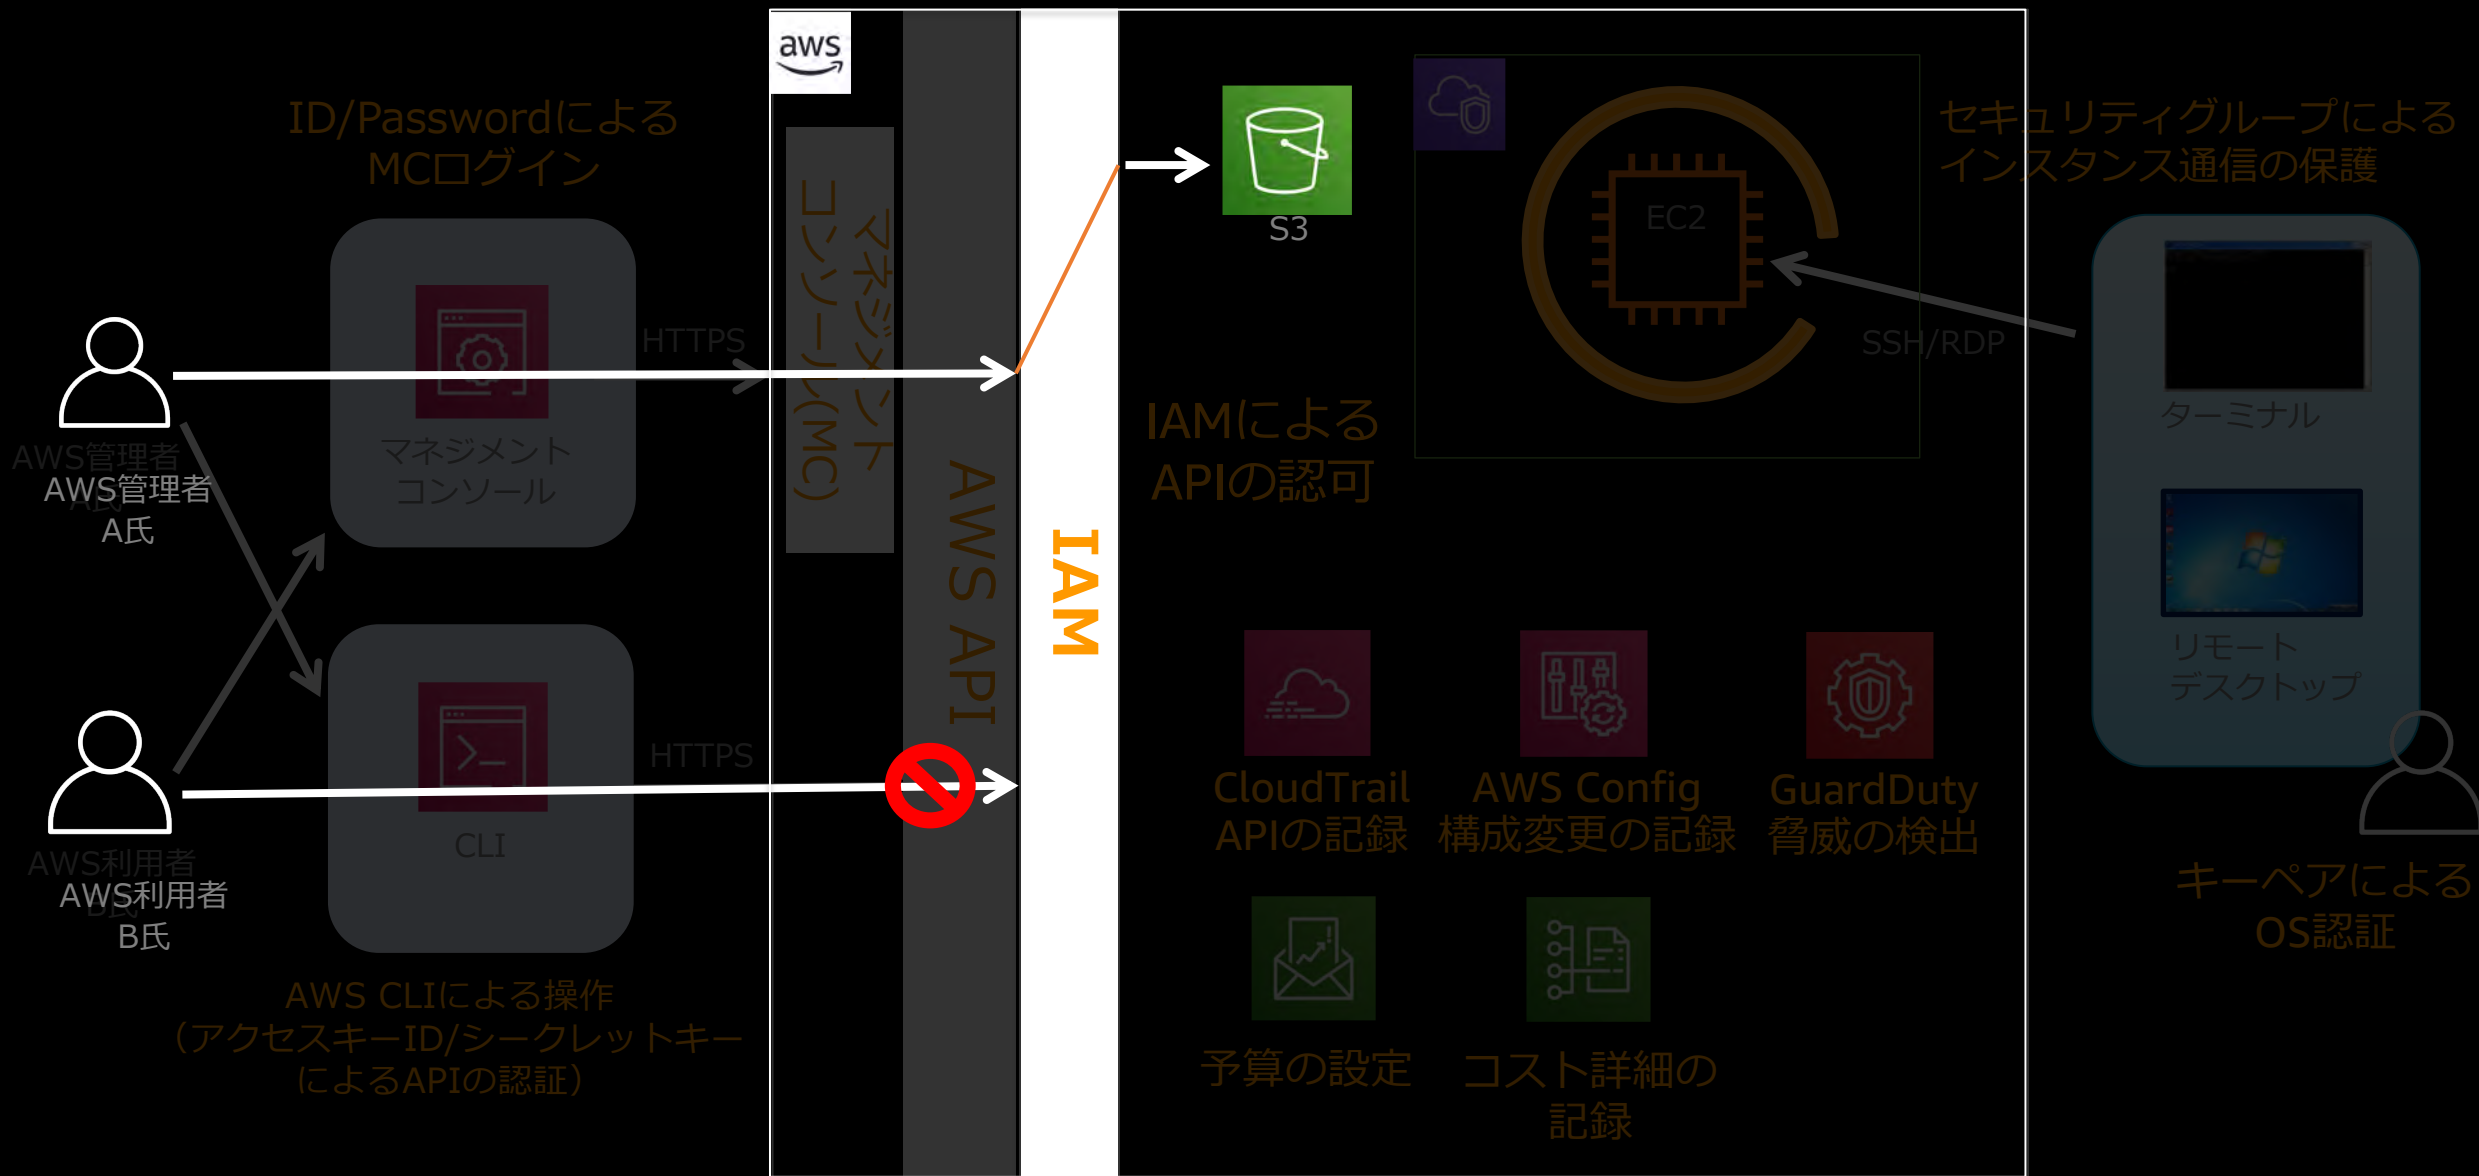 aws
ID/Passwordによる
MCログイン
HTTPS
マネジメント
コンソール
マネジメント
コンソール(MC)
AWS API
IAM
S3
EC2
セキュリティグループによる
インスタンス通信の保護
SSH/RDP
ターミナル
リモート
デスクトップ
IAMによる
APIの認可
AWS管理者
A氏
AWS管理者
A氏
CLI
HTTPS
AWS利用者
B氏
AWS利用者
B氏
AWS CLIによる操作
（アクセスキーID/シークレットキー
によるAPIの認証）
CloudTrail
APIの記録
AWS Config
構成変更の記録
GuardDuty
脅威の検出
予算の設定
コスト詳細の
記録
キーペアによる
OS認証